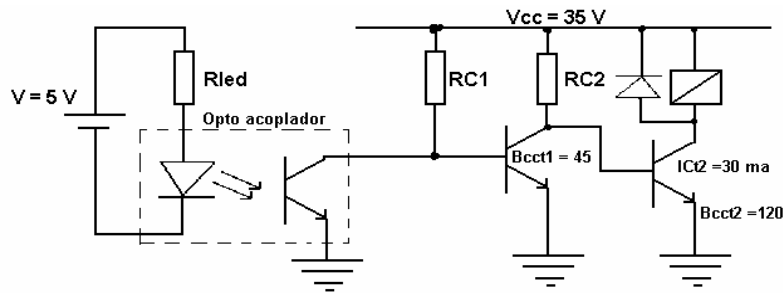 Vcc = 35 V
Rled
RC1
RC2
V = 5 V
Opto acoplador
Bcct1 = 45
ICt2 =30 ma
Bcct2 =120